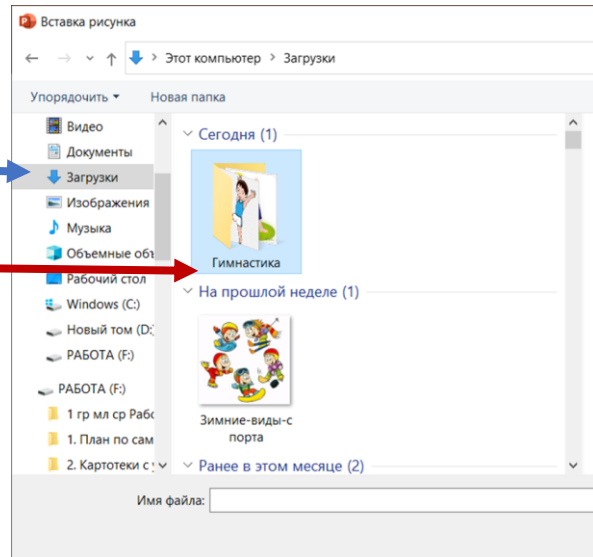 Вставка рисунка
Этот компьютер > Загрузки
Упорядочить Новая папка
Видео
Документы
Загрузки
Изображения
Музыка
Объемные объ
Рабочий стол
Windows (C:)
Новый том (D:
РАБОТА (F:)
РАБОТА (F:)
1 гр мл ср Рабо
1. План по сам
2. Картотеки с у
Сегодня (1)
Гимнастика
На прошлой неделе (1)
Зимние-виды-с
порта
Ранее в этом месяце (2)
Имя файла: